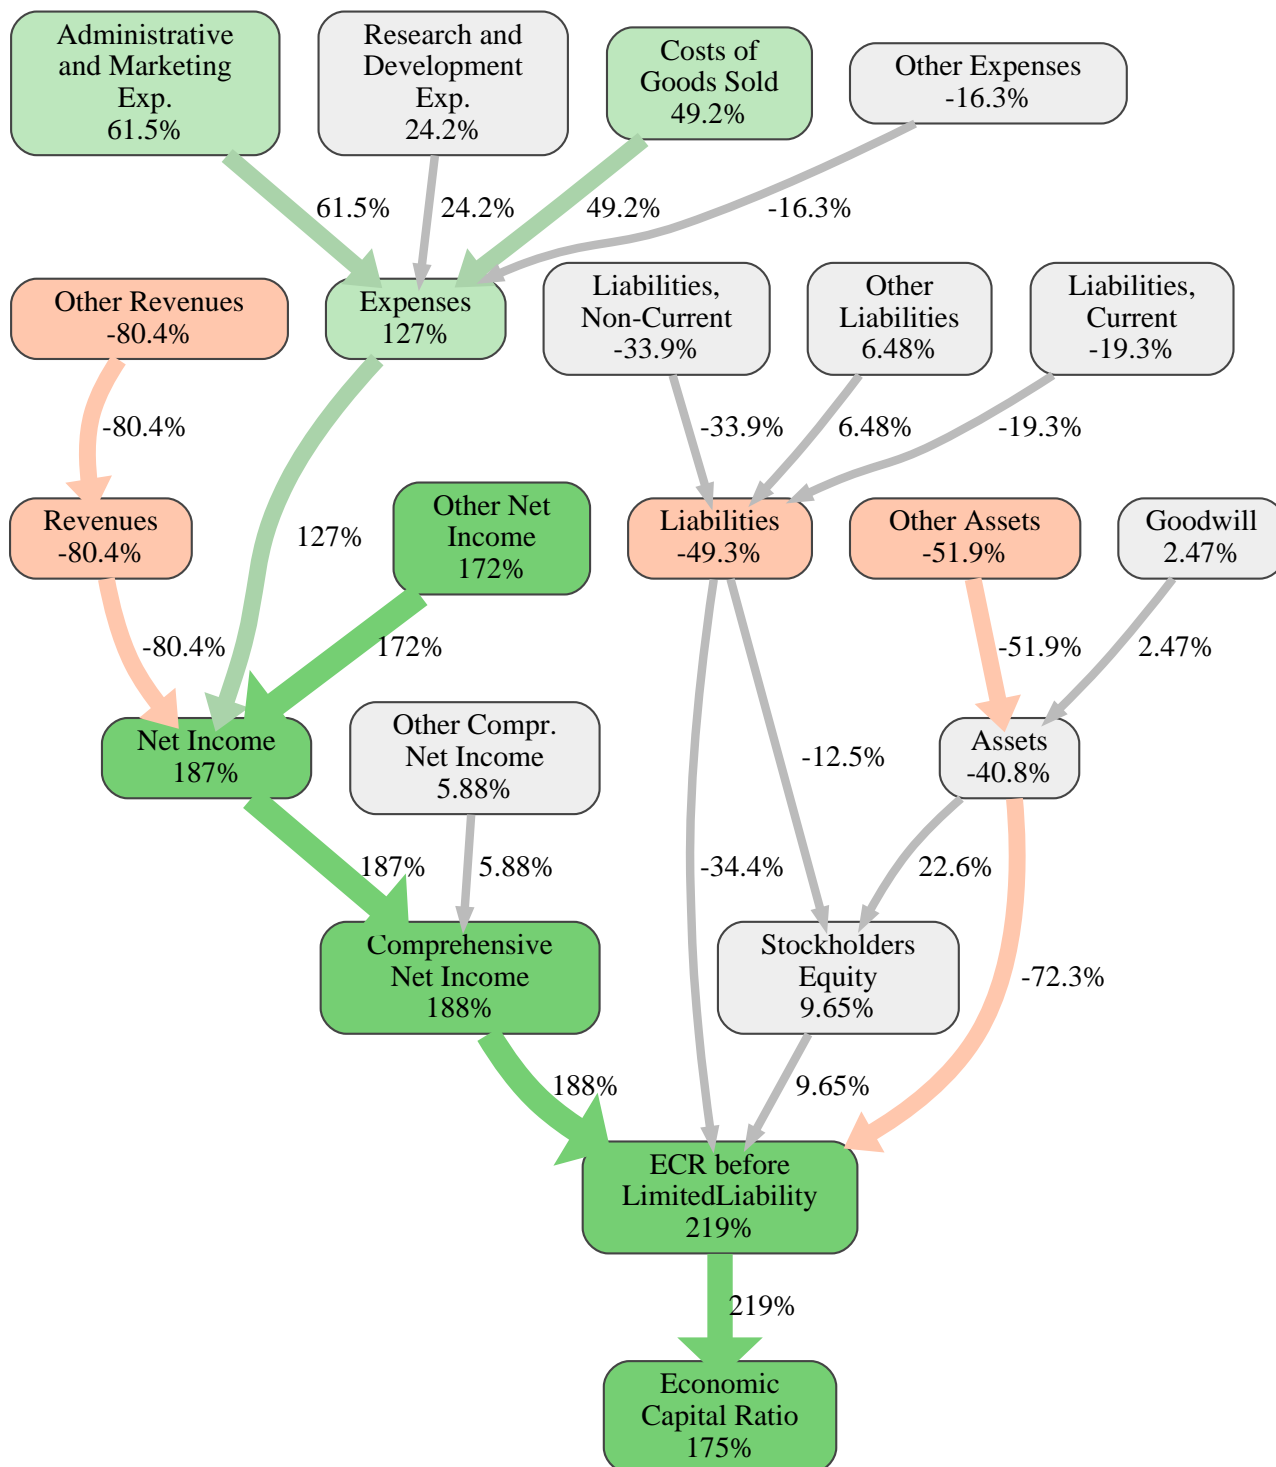 Administrative
and Marketing
Exp.
61.5%
Research and
Development
Exp.
24.2%
Costs of
Goods Sold
49.2%
Other Expenses
-16.3%
61.5%
24.2%
49.2%
-16.3%
Other Revenues
-80.4%
Expenses
127%
Liabilities,
Non-Current
-33.9%
Other
Liabilities
6.48%
Liabilities,
Current
-19.3%
-80.4%
-33.9%
6.48%
-19.3%
Revenues
-80.4%
127%
Other Net
Income
172%
Liabilities
-49.3%
Other Assets
-51.9%
Goodwill
2.47%
-80.4%
172%
-51.9%
2.47%
Net Income
187%
Other Compr.
Net Income
5.88%
-12.5%
Assets
-40.8%
187%
5.88%
-34.4%
22.6%
Comprehensive
Net Income
188%
Stockholders
Equity
9.65%
-72.3%
188%
9.65%
ECR before
LimitedLiability
219%
219%
Economic
Capital Ratio
175%